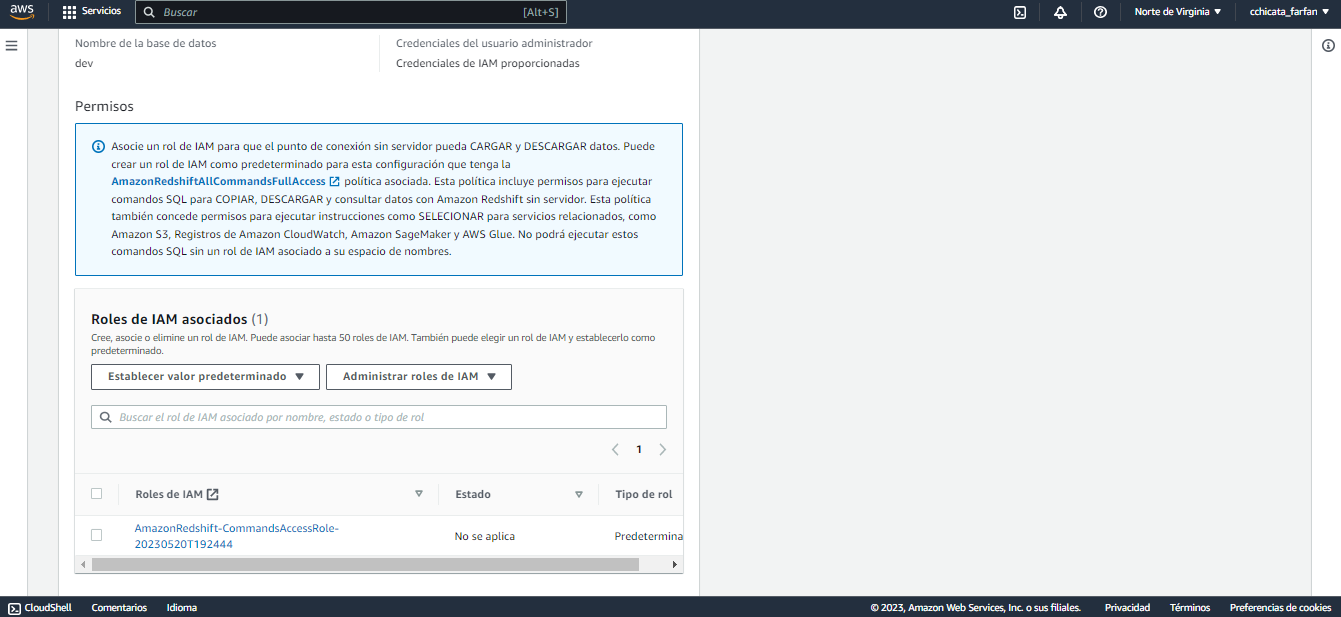 aws
Servicios
Buscar
[Alt+S]
Norte de Virginia
cchicata_farfan
Nombre de la base de datos
dev
Credenciales del usuario administrador
Credenciales de IAM proporcionadas
Permisos
Asocie un rol de IAM para que el punto de conexión sin servidor pueda CARGAR y DESCARGAR datos. Puede
crear un rol de IAM como predeterminado para esta configuración que tenga la
AmazonRedshiftAllCommandsFullAccess política asociada. Esta política incluye permisos para ejecutar
comandos SQL para COPIAR, DESCARGAR y consultar datos con Amazon Redshift sin servidor. Esta política
también concede permisos para ejecutar instrucciones como SELECIONAR para servicios relacionados, como
Amazon S3, Registros de Amazon CloudWatch, Amazon SageMaker y AWS Glue. No podrá ejecutar estos
comandos SQL sin un rol de IAM asociado a su espacio de nombres.
Roles de IAM asociados (1)
Cree, asocie o elimine un rol de IAM. Puede asociar hasta 50 roles de IAM. También puede elegir un rol de IAM y establecerlo como
predeterminado.
Establecer valor predeterminado
Administrar roles de IAM
Buscar el rol de IAM asociado por nombre, estado o tipo de rol
1
Roles de IAM
Estado
Tipo de rol
AmazonRedshift-CommandsAccessRole-
20230520T192444
No se aplica
Predetermina
CloudShell
Comentarios
Idioma
© 2023, Amazon Web Services, Inc. o sus filiales.
Privacidad
Términos
Preferencias de cookies